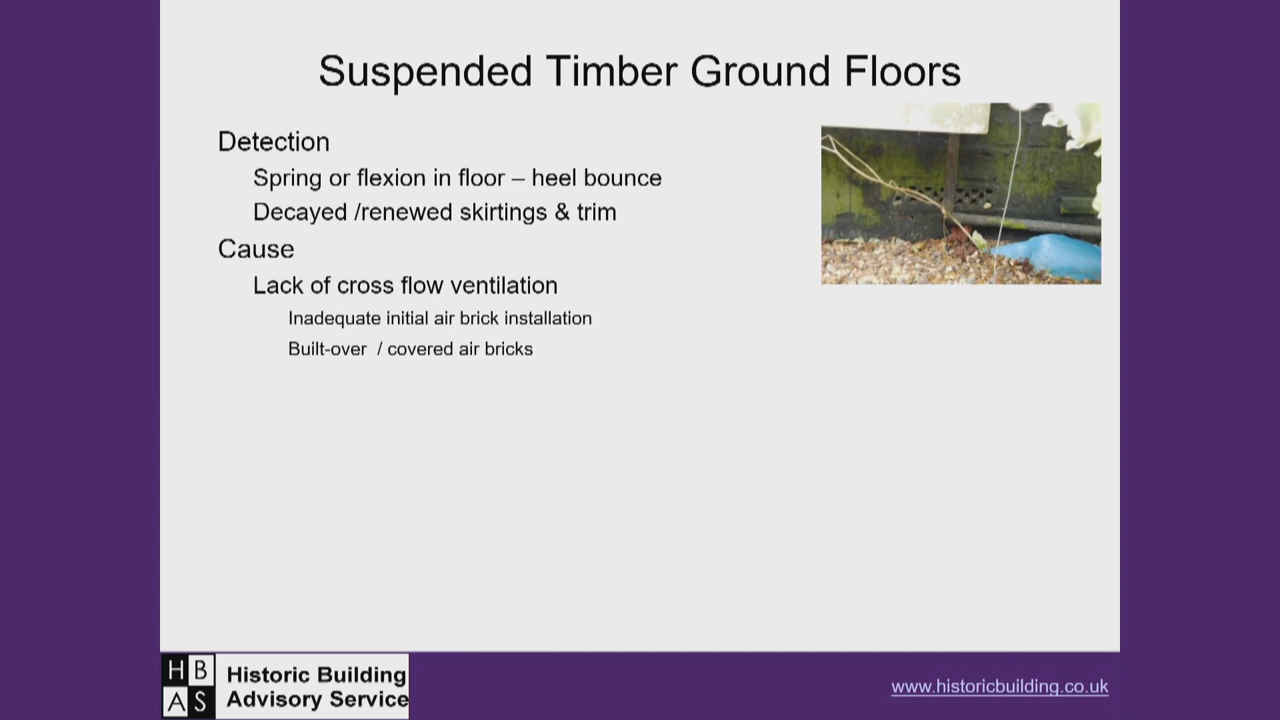 Suspended Timber Ground Floors
Detection
Spring or flexion in floor – heel bounce
Decayed /renewed skirtings & trim
Cause
Lack of cross flow ventilation
Inadequate initial air brick installation
Built-over / covered air bricks
H B
A S
Historic Building
Advisory Service
www.historicbuilding.co.uk